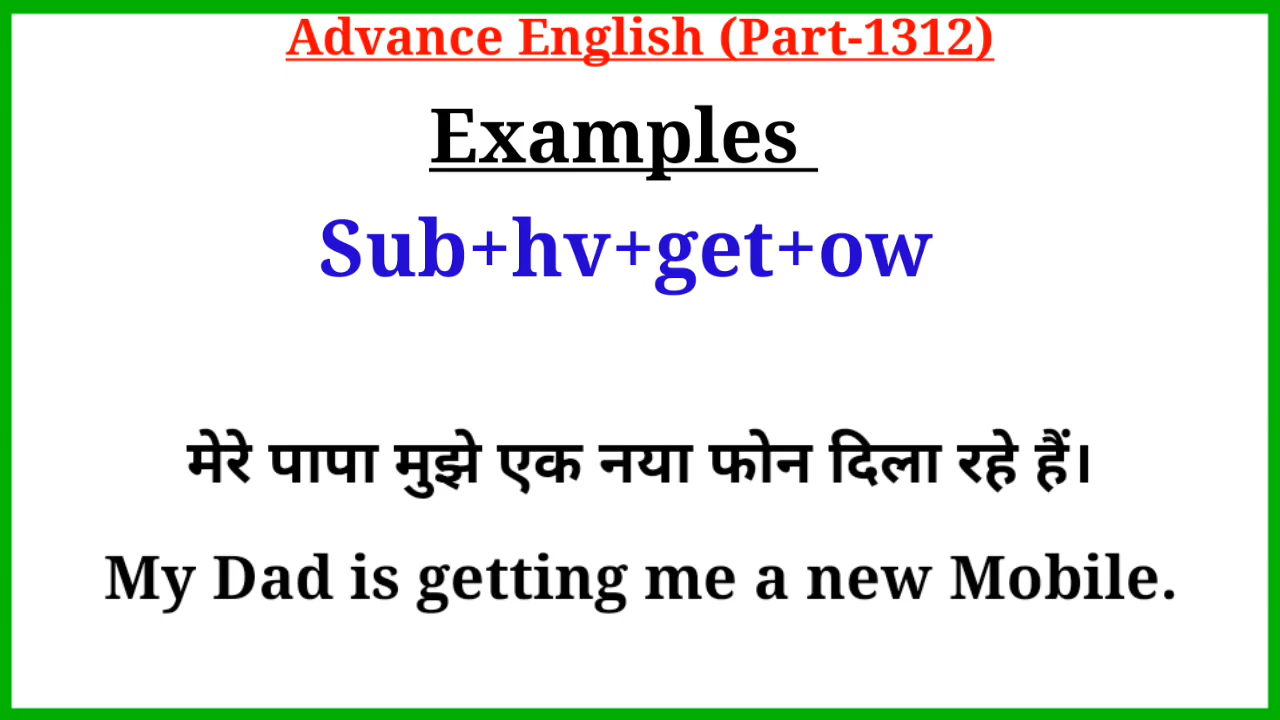 Advance English (Part-1312)
Examples
Sub+hv+get+ow
मेरे पापा मुझे एक नया फोन दिला रहे हैं।
My Dad is getting me a new Mobile.